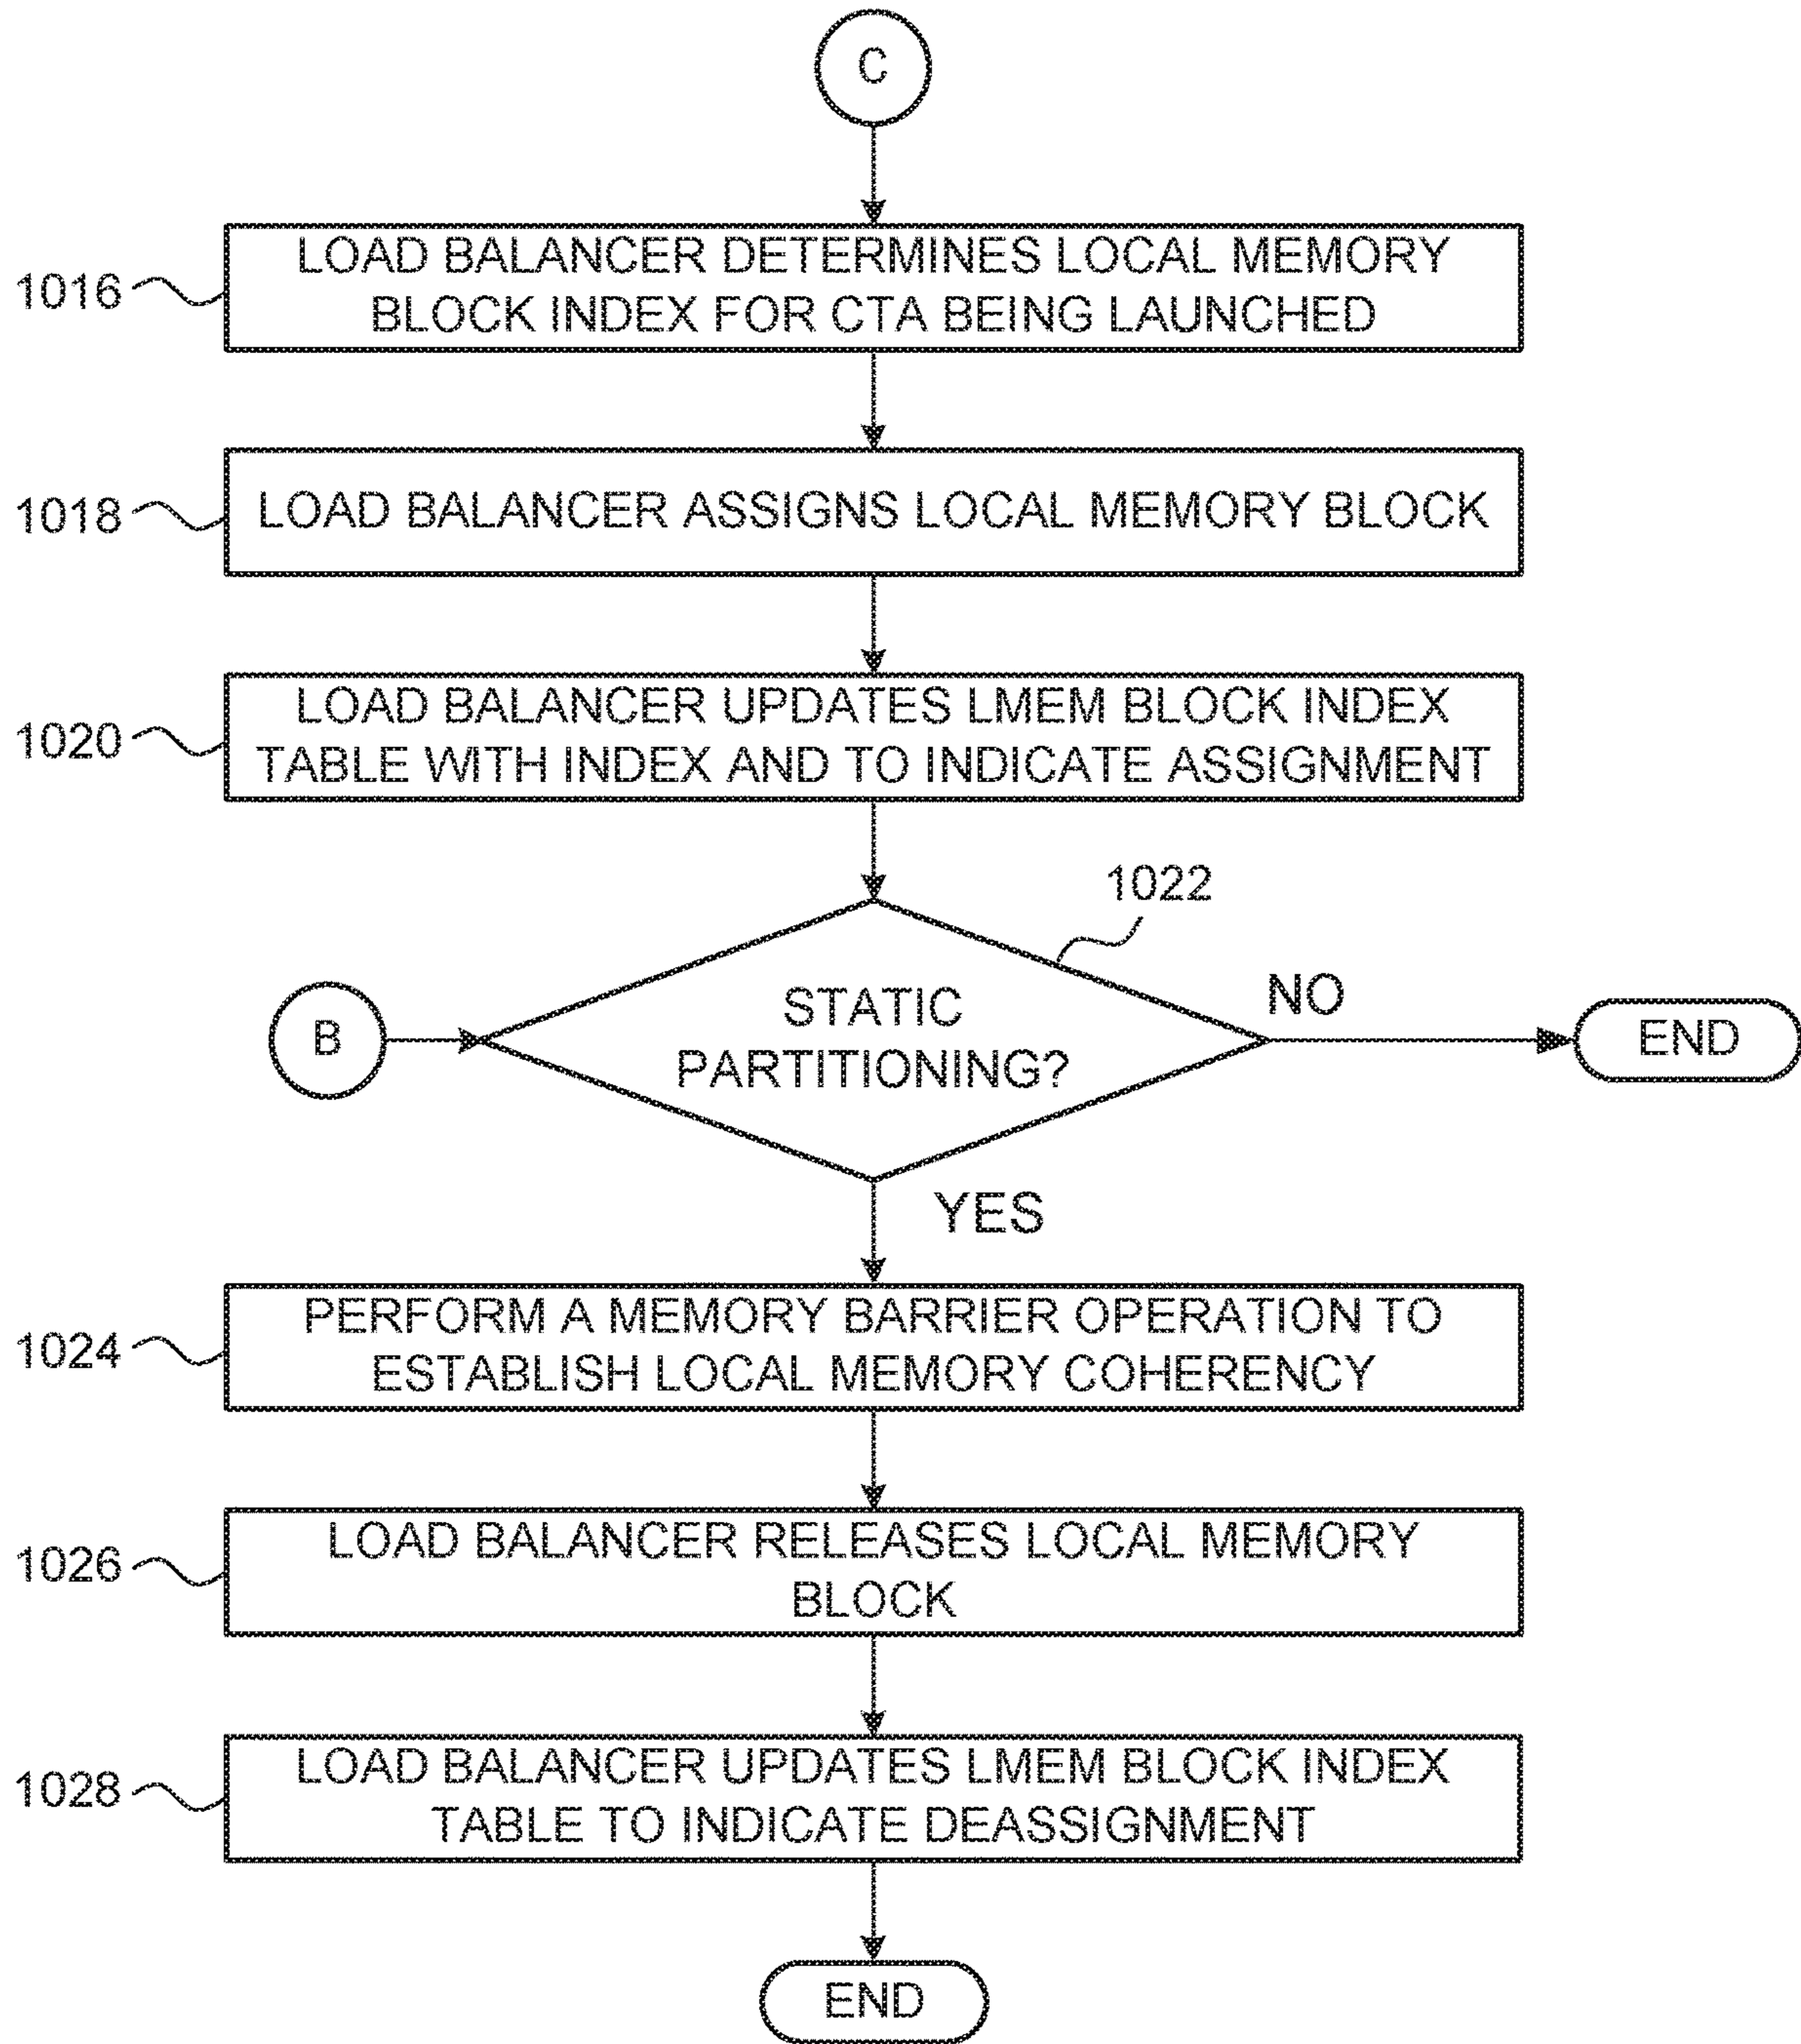 C
LOAD BALANCER DETERMINES LOCAL MEMORY
BLOCK INDEX FOR CTA BEING LAUNCHED
1016
LOAD BALANCER ASSIGNS LOCAL MEMORY BLOCK
1018
LOAD BALANCER UPDATES LMEM BLOCK INDEX
TABLE WITH INDEX AND TO INDICATE ASSIGNMENT
1020
1022
B
STATIC
PARTITIONING?
NO
END
YES
PERFORM A MEMORY BARRIER OPERATION TO
ESTABLISH LOCAL MEMORY COHERENCY
1024
LOAD BALANCER RELEASES LOCAL MEMORY
BLOCK
1026
LOAD BALANCER UPDATES LMEM BLOCK INDEX
TABLE TO INDICATE DEASSIGNMENT
1028
END